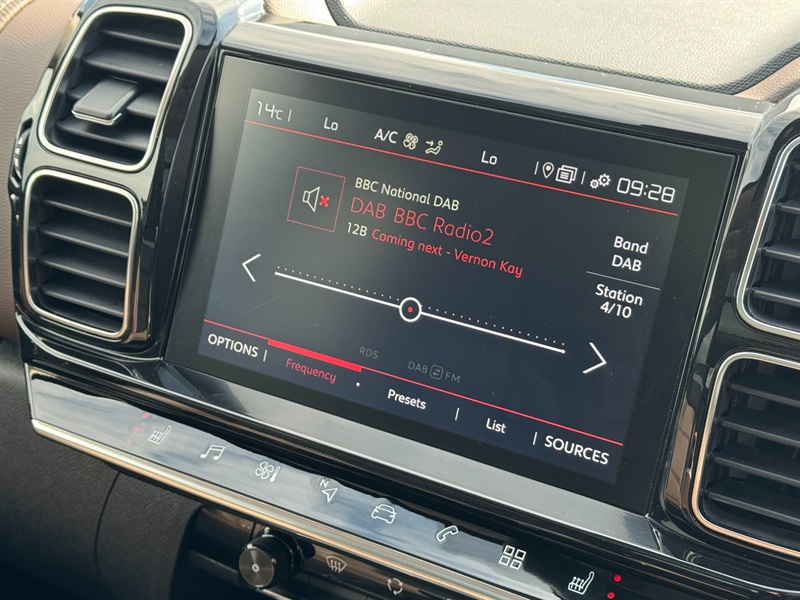 14°C
Lo
A/C
Lo
09:28
BBC National DAB
DAB BBC Radio2
12B Coming next - Vernon Kay
Band
DAB
Station
4/10
RDS
DAB FM
OPTIONS
Frequency
Presets
List
SOURCES
N